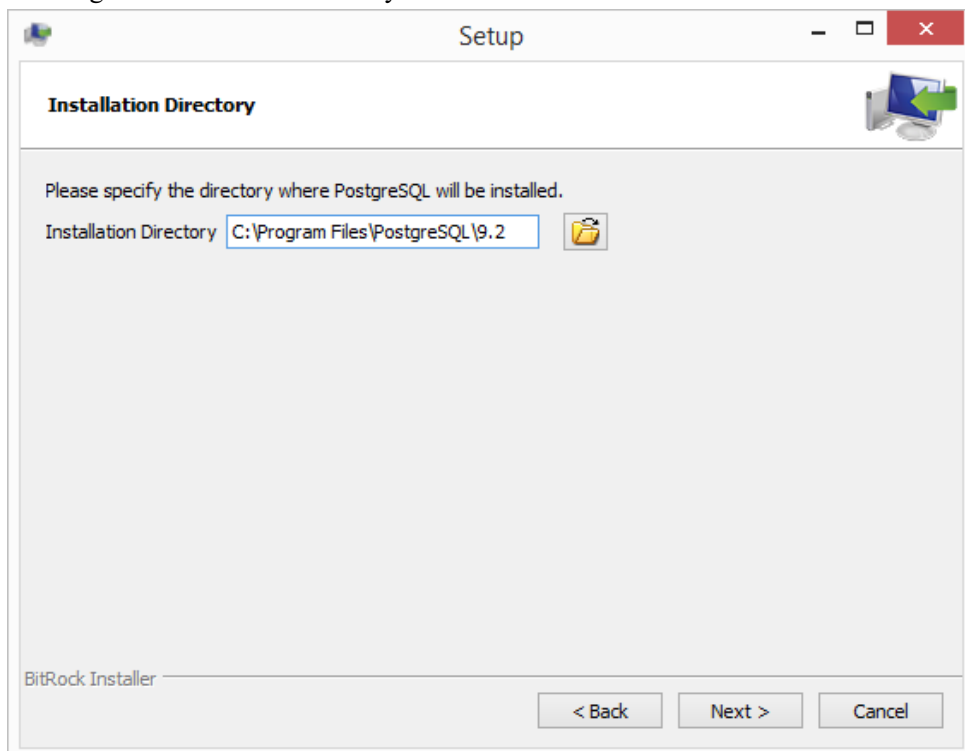 Setup
Installation Directory
Please specify the directory where PostgreSQL will be installed.
Installation Directory C:\Program Files\PostgreSQL\9.2
BitRock Installer
< Back Next > Cancel